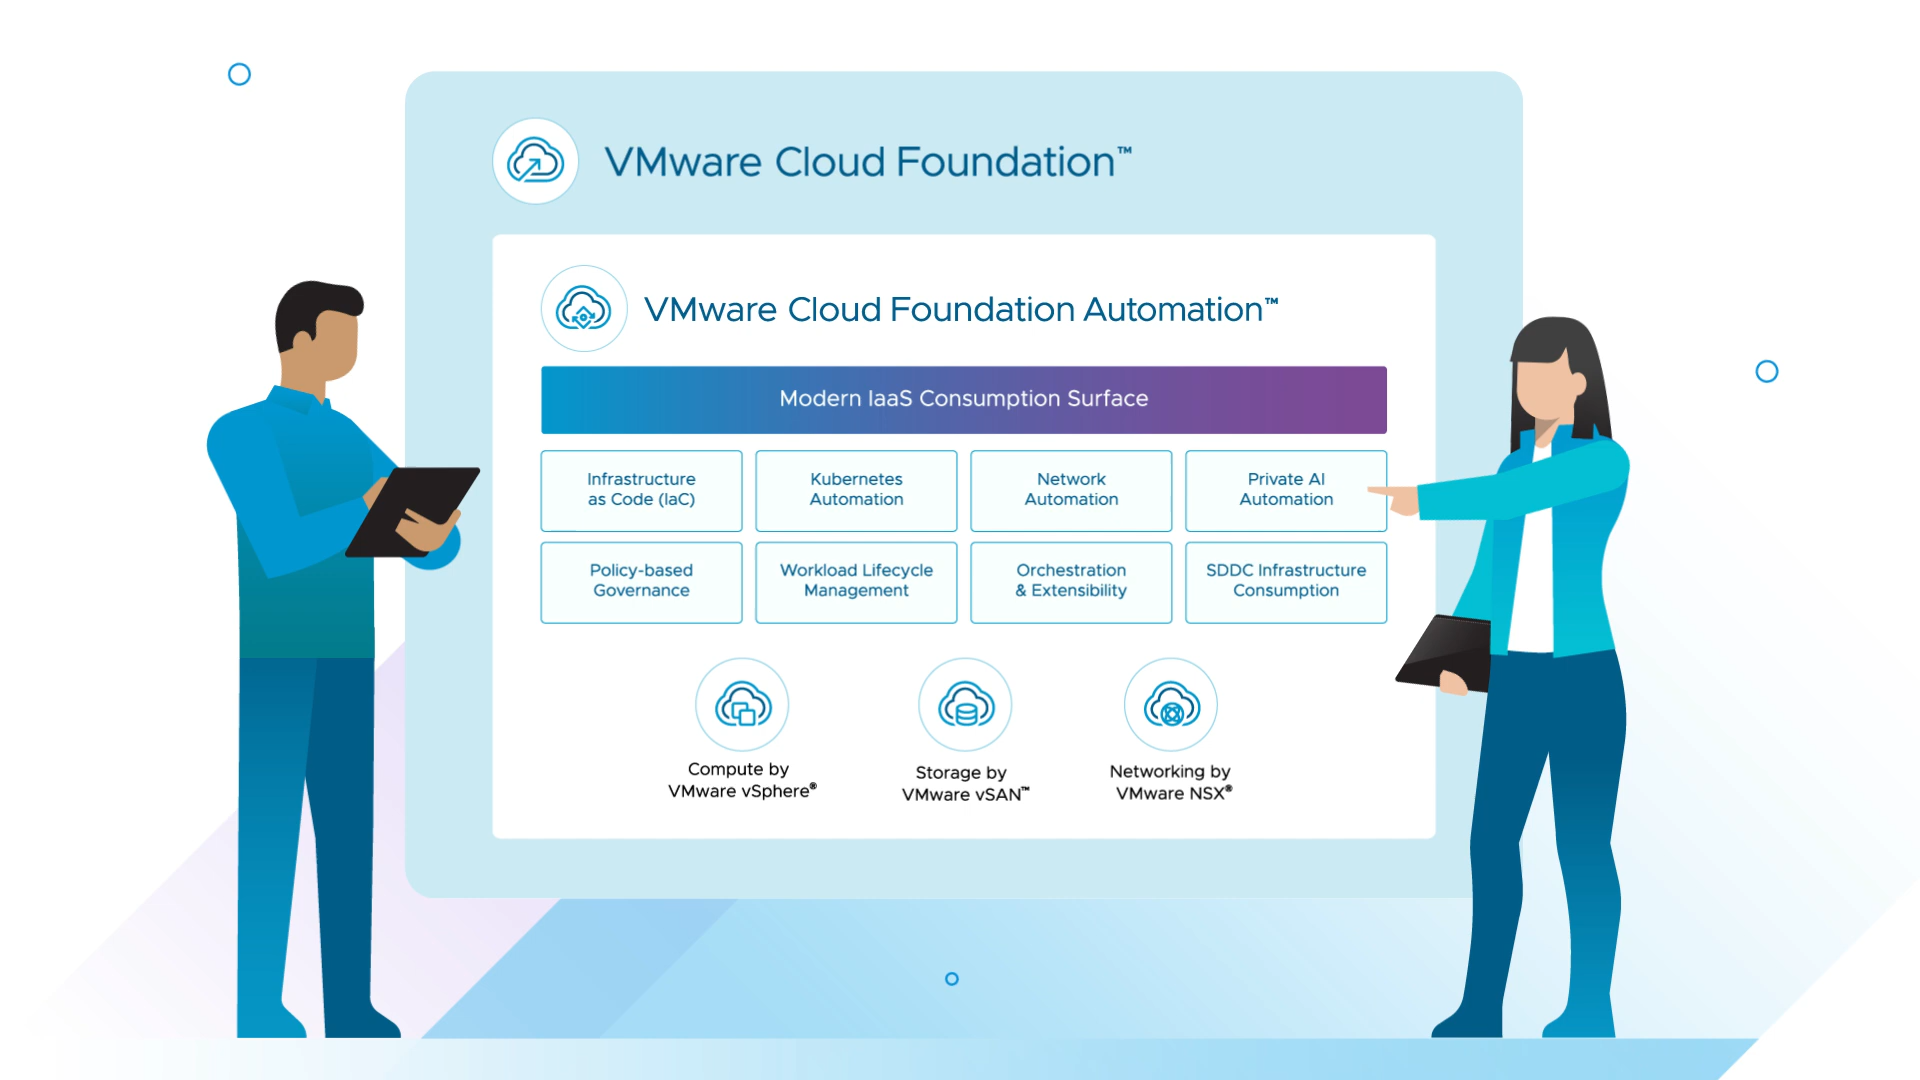 VMware Cloud Foundation™
VMware Cloud Foundation Automation™
Modern IaaS Consumption Surface
Infrastructure
as Code (IaC)
Kubernetes
Automation
Network
Automation
Private AI
Automation
Policy-based
Governance
Workload Lifecycle
Management
Orchestration
& Extensibility
SDDC Infrastructure
Consumption
Compute by
VMware vSphere®
Storage by
VMware vSAN™
Networking by
VMware NSX®